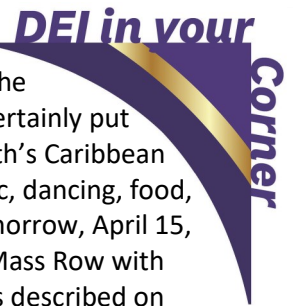 DEI in your
Corner
the
ertainly put
th’s Caribbean
c, dancing, food,
morrow, April 15,
Mass Row with
s described on